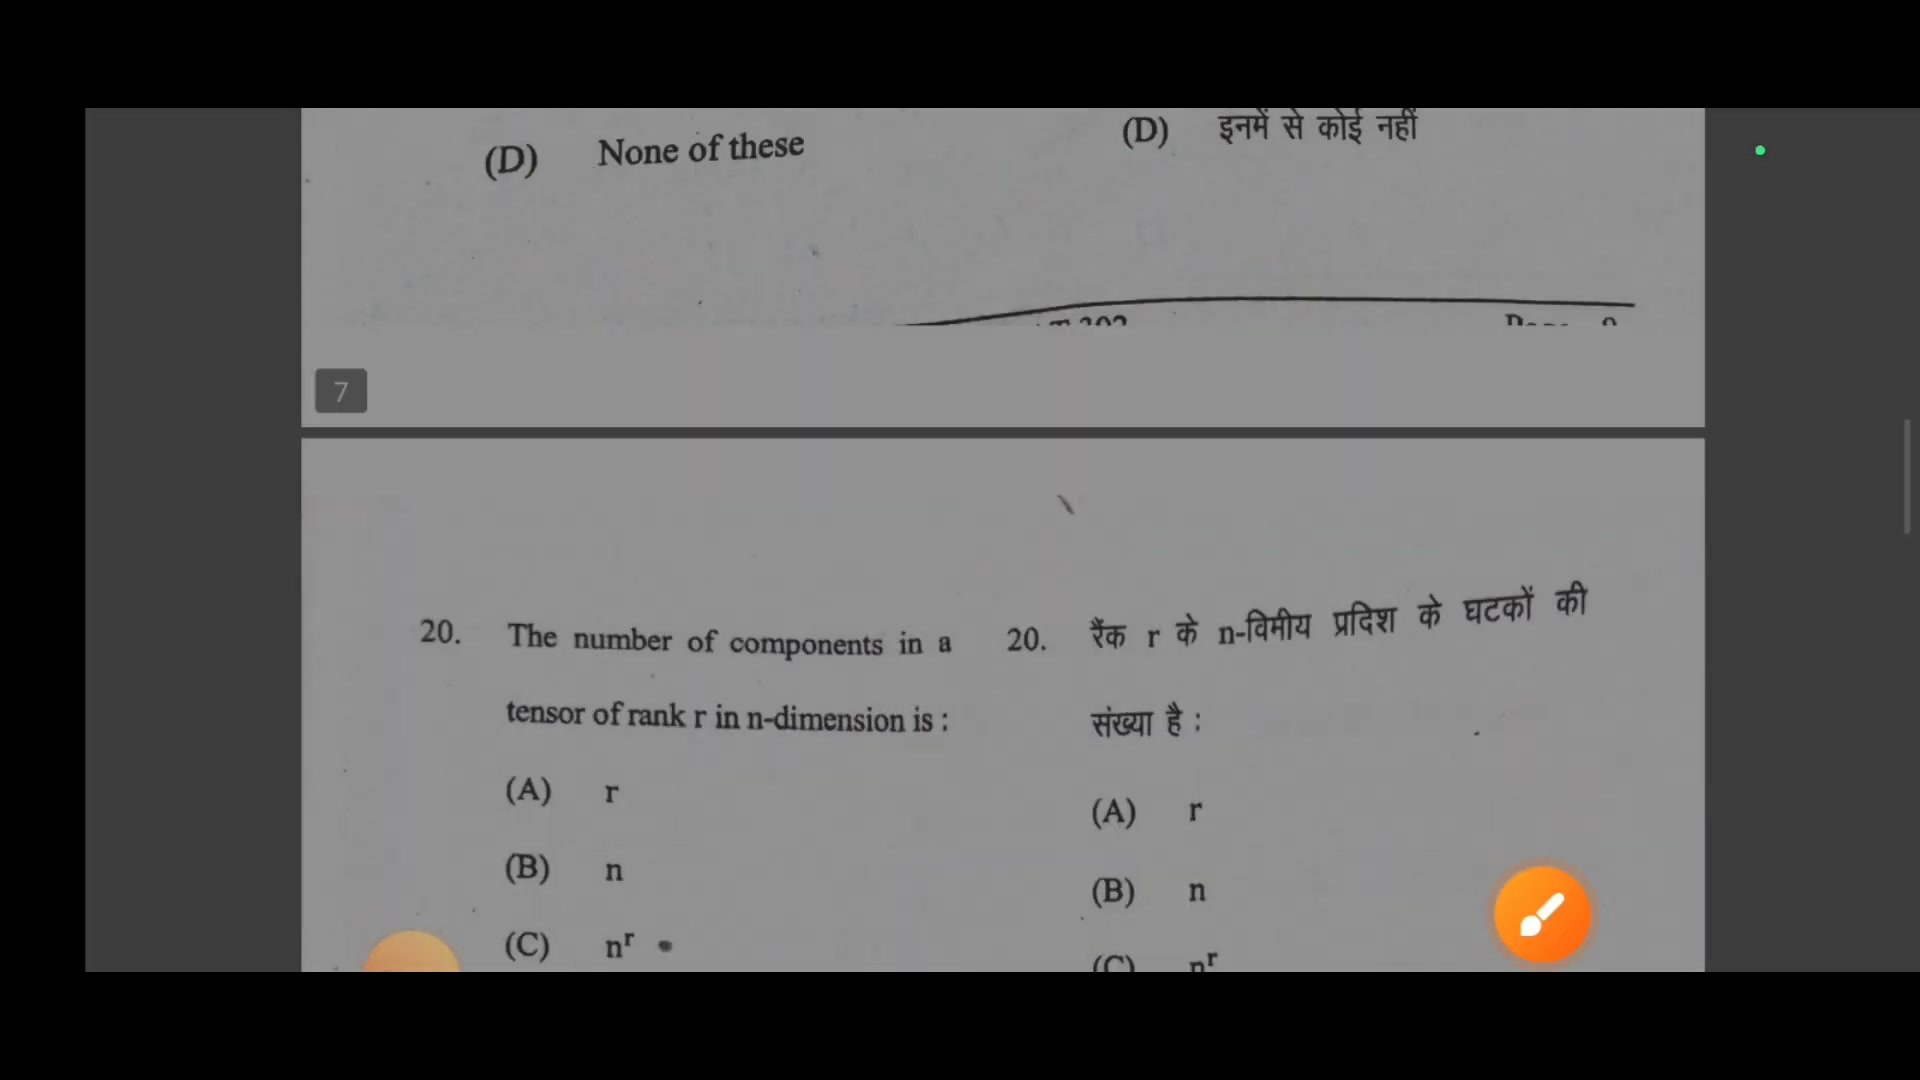 (D) None of these
(D) इनमें से कोई नहीं
7
20. The number of components in a
tensor of rank r in n-dimension is :
(A) r
(B) n
(C) nʳ
20. रैंक r के n-विमीय प्रदिश के घटकों की
संख्या है :
(A) r
(B) n
(C) nʳ